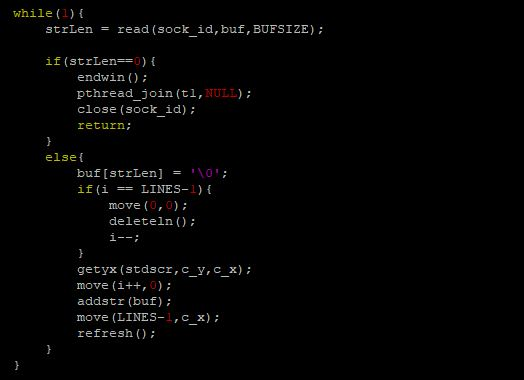 while(1){
    strLen = read(sock_id,buf,BUFSIZE);

    if(strLen==0){
        endwin();
        pthread_join(t1,NULL);
        close(sock_id);
        return;
    }
    else{
        buf[strLen] = '\0';
        if(i == LINES-1){
            move(0,0);
            deleteln();
            i--;
        }
        getyx(stdscr,c_y,c_x);
        move(i++,0);
        addstr(buf);
        move(LINES-1,c_x);
        refresh();
    }
}